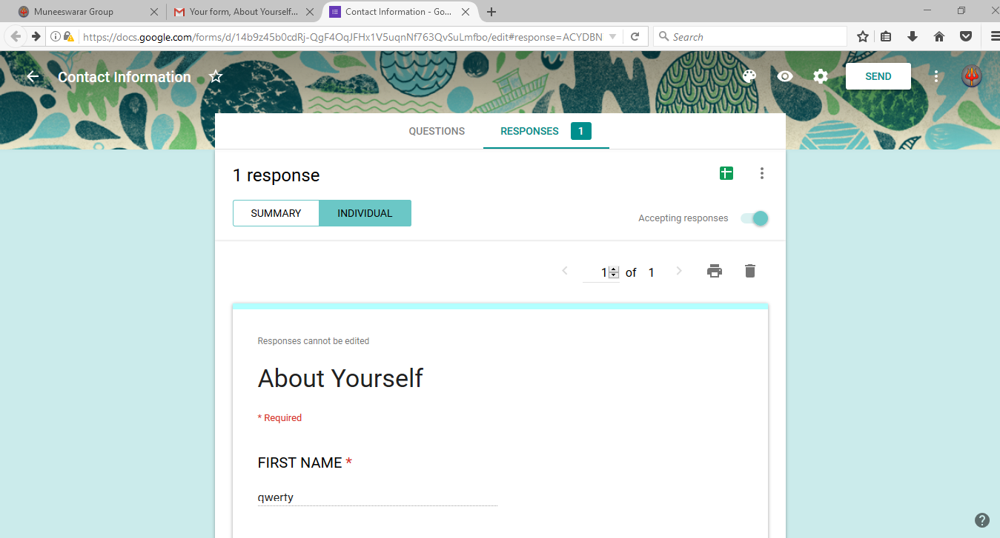 Muneeswarar Group
Your form, About Yourself...
Contact Information - Go...
https://docs.google.com/forms/d/14b9z45b0cdRj-QgF4OqJFHx1V5uqnNf763QvSuLmfbo/edit#response=ACYDBN
Search
Contact Information
SEND
QUESTIONS
RESPONSES 1
1 response
SUMMARY
INDIVIDUAL
Accepting responses
1 of 1
Responses cannot be edited
About Yourself
* Required
FIRST NAME *
qwerty